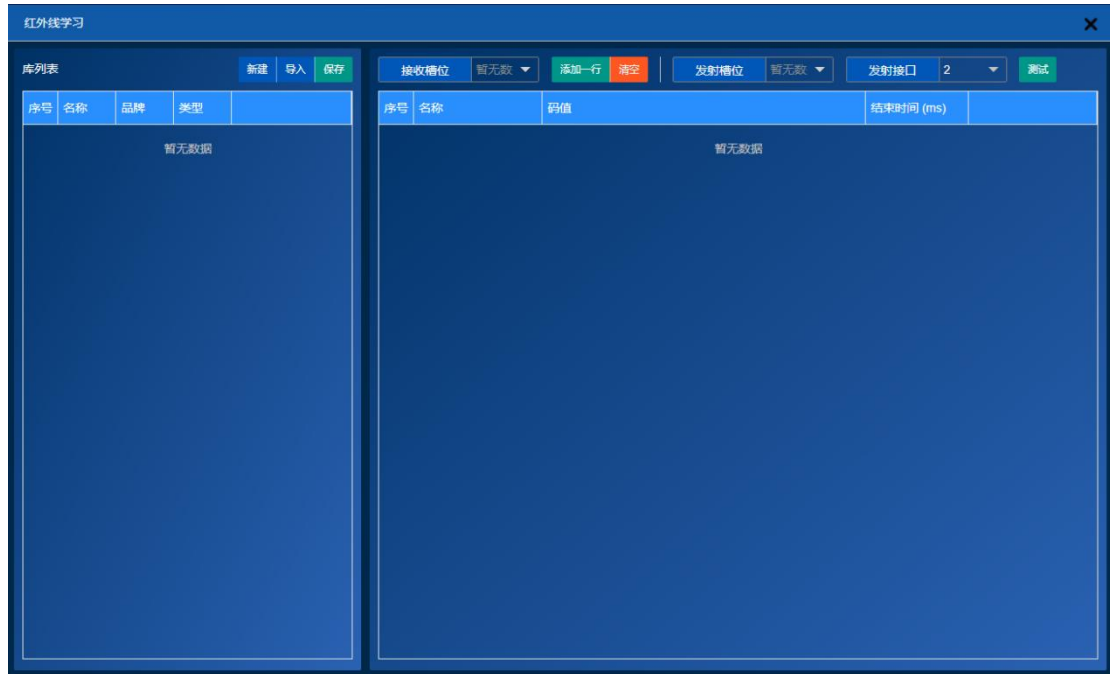 红外线学习
库列表 新建 导入 保存
序号 名称 品牌 类型
暂无数据
接收槽位 暂无数 添加一行 清空 发射槽位 暂无数 发射接口 2 测试
序号 名称 码值 结束时间 (ms)
暂无数据